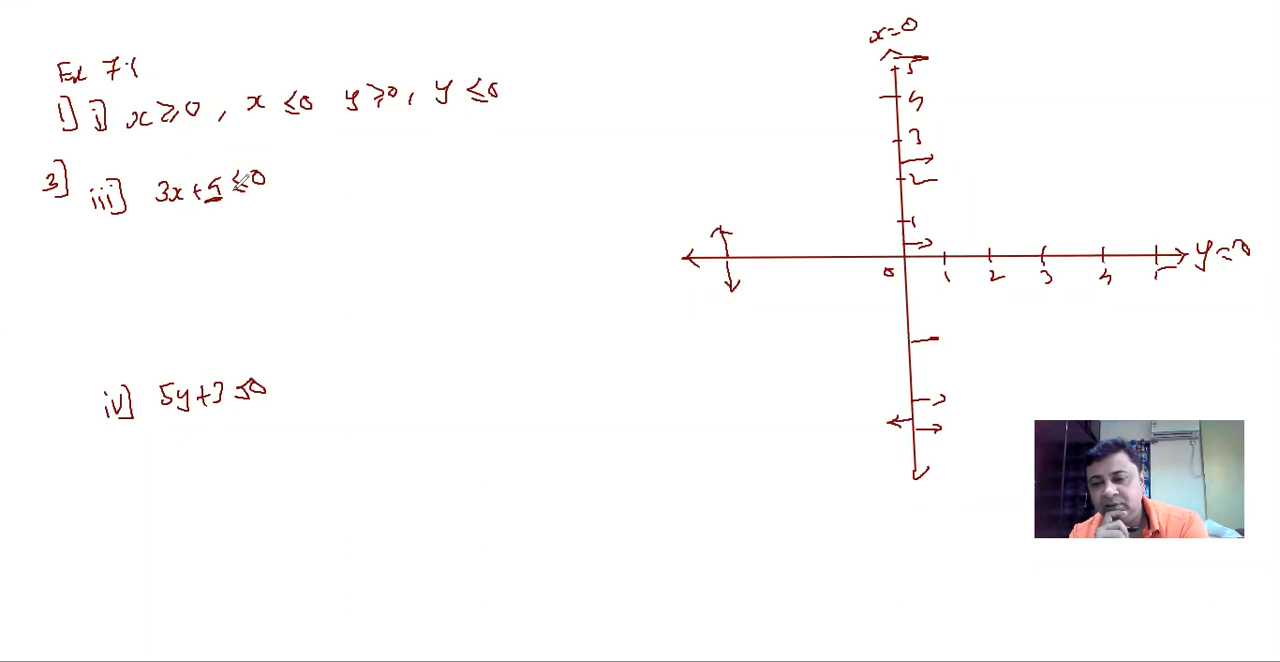 Ex 7.1
1] i] x ≥ 0, x ≤ 0 y ≥ 0, y ≤ 0
3] iii] 3x + 5 ≤ 0
iv] 5y + 3 ≤ 0
x = 0
5
4
3
2
1
0 1 2 3 4 5
y = 0